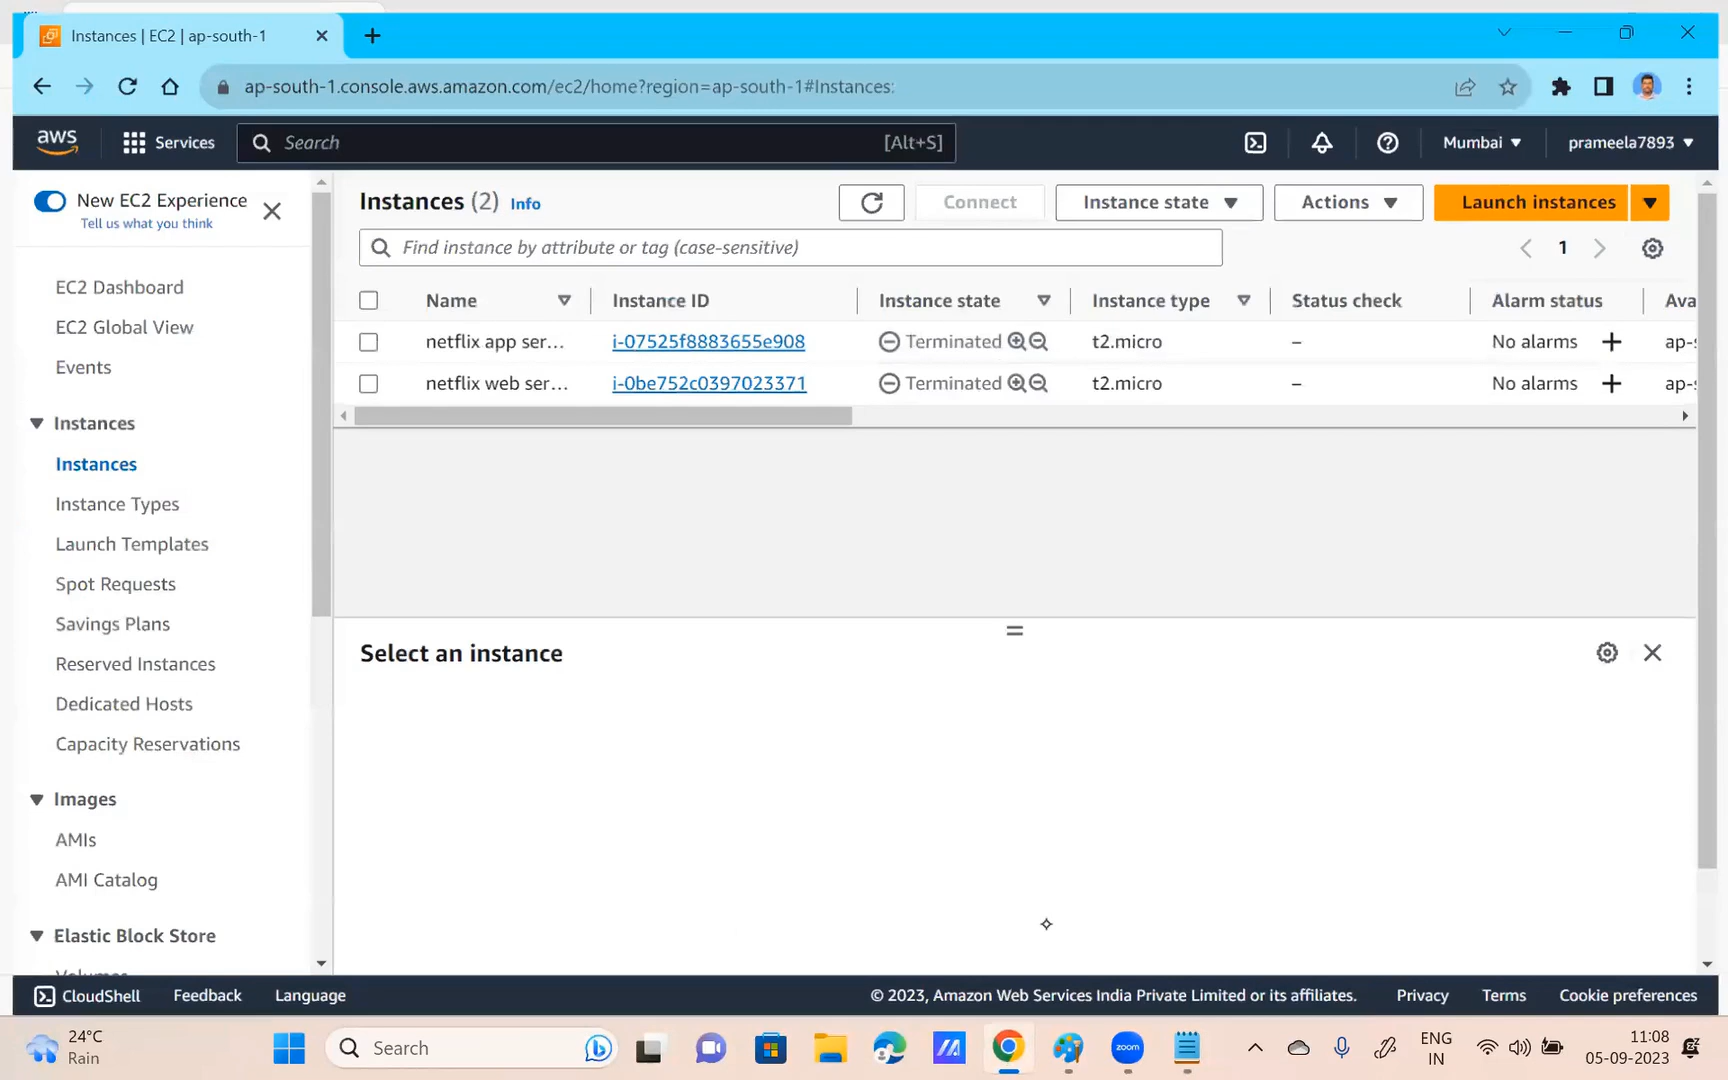 Instances | EC2 | ap-south-1
ap-south-1.console.aws.amazon.com/ec2/home?region=ap-south-1#Instances:
aws
Services
Search
[Alt+S]
Mumbai
prameela7893
New EC2 Experience
Tell us what you think
EC2 Dashboard
EC2 Global View
Events
Instances
Instances
Instance Types
Launch Templates
Spot Requests
Savings Plans
Reserved Instances
Dedicated Hosts
Capacity Reservations
Images
AMIs
AMI Catalog
Elastic Block Store
Volumes
Instances (2) Info
Connect
Instance state
Actions
Launch instances
Find instance by attribute or tag (case-sensitive)
1
Name Instance ID Instance state Instance type Status check Alarm status Ava
netflix app ser... i-07525f8883655e908 Terminated t2.micro – No alarms + ap-s
netflix web ser... i-0be752c0397023371 Terminated t2.micro – No alarms + ap-s
Select an instance
CloudShell
Feedback
Language
© 2023, Amazon Web Services India Private Limited or its affiliates.
Privacy
Terms
Cookie preferences
24°C
Rain
Search
zoom
ENG
IN
11:08
05-09-2023